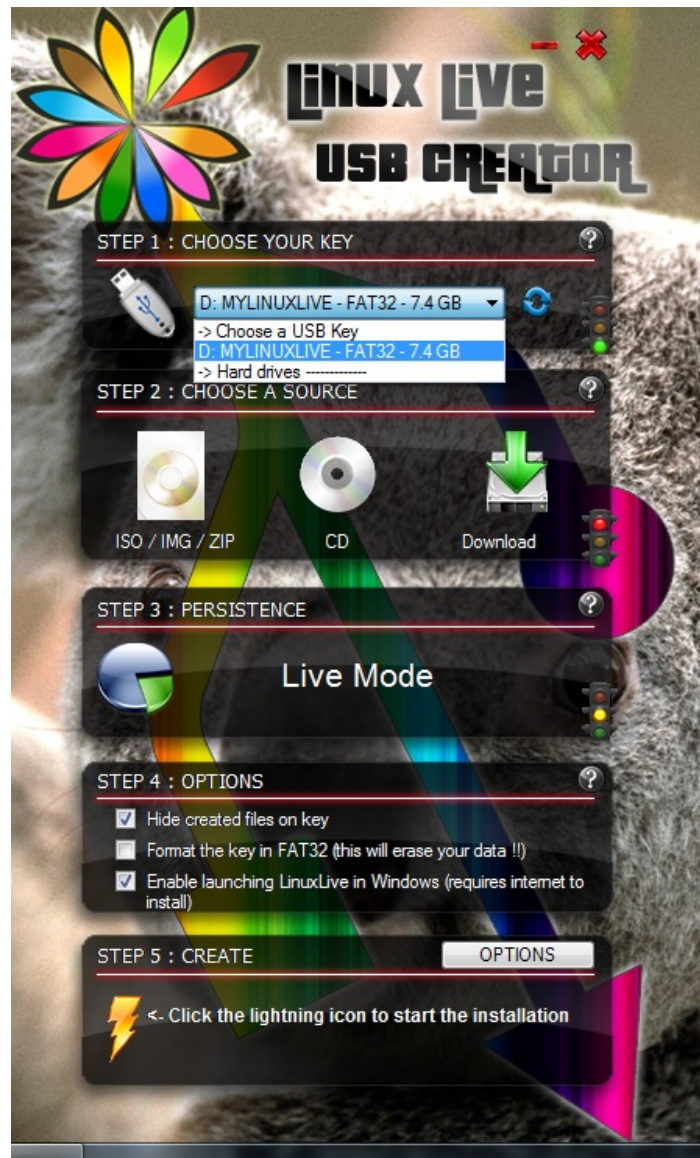 Linux Live
USB Creator
STEP 1 : CHOOSE YOUR KEY
?
D: MYLINUXLIVE - FAT32 - 7.4 GB
-> Choose a USB Key
D: MYLINUXLIVE - FAT32 - 7.4 GB
-> Hard drives -------------
STEP 2 : CHOOSE A SOURCE
?
ISO / IMG / ZIP
CD
Download
STEP 3 : PERSISTENCE
?
Live Mode
STEP 4 : OPTIONS
?
Hide created files on key
Format the key in FAT32 (this will erase your data !!)
Enable launching LinuxLive in Windows (requires internet to
install)
STEP 5 : CREATE
OPTIONS
<- Click the lightning icon to start the installation